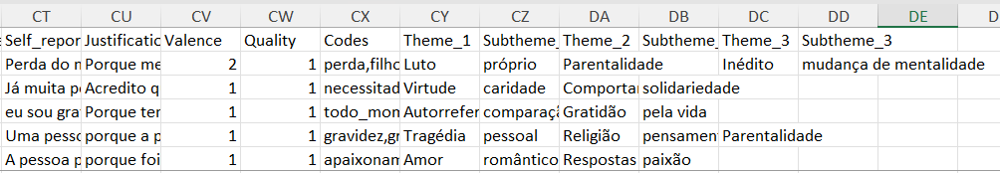 CT CU CV CW CX CY CZ DA DB DC DD DE D
Self_repor Justificatio Valence Quality Codes Theme_1 Subtheme_ Theme_2 Subtheme_ Theme_3 Subtheme_3
Perda do m Porque me 2 1 perda,filho Luto próprio Parentalidade Inédito mudança de mentalidade
Já muita pe Acredito q 1 1 necessitad Virtude caridade Comportar solidariedade
eu sou gra Porque ter 1 1 todo_mon Autorrefer comparaçã Gratidão pela vida
Uma pesso porque a p 1 1 gravidez,gr Tragédia pessoal Religião pensamen Parentalidade
A pessoa p porque foi 1 1 apaixonam Amor romântico Respostas paixão